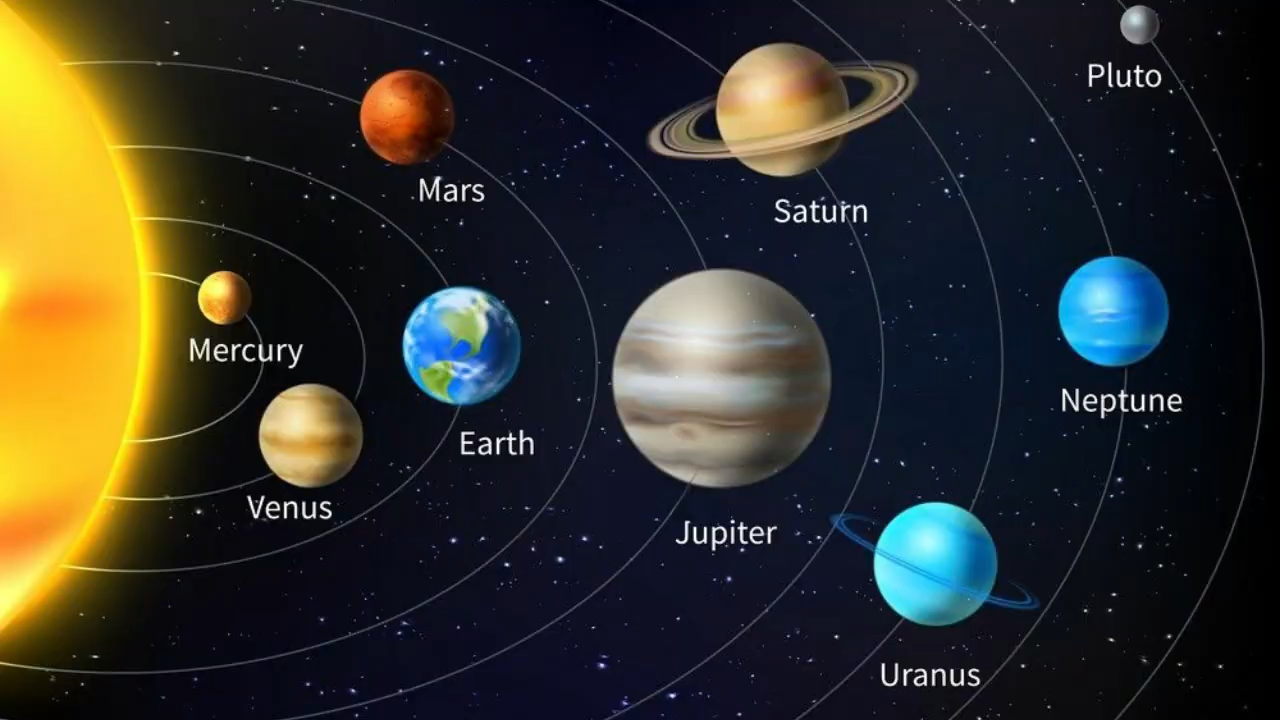 Pluto
Mars
Saturn
Mercury
Neptune
Earth
Venus
Jupiter
Uranus